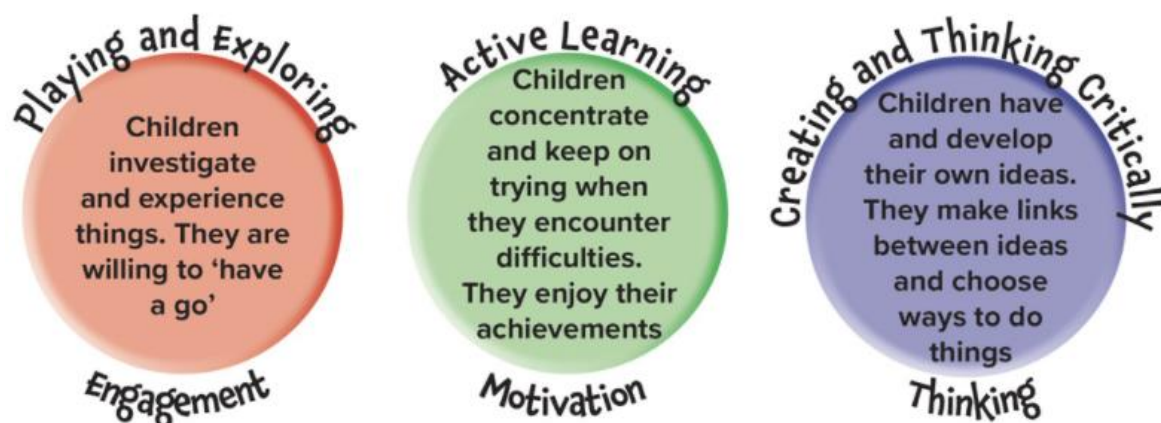 Playing and Exploring
Children
investigate
and experience
things. They are
willing to ‘have
a go’
Engagement
Active Learning
Children
concentrate
and keep on
trying when
they encounter
difficulties.
They enjoy their
achievements
Motivation
Creating and Thinking Critically
Children have
and develop
their own ideas.
They make links
between ideas
and choose
ways to do
things
Thinking